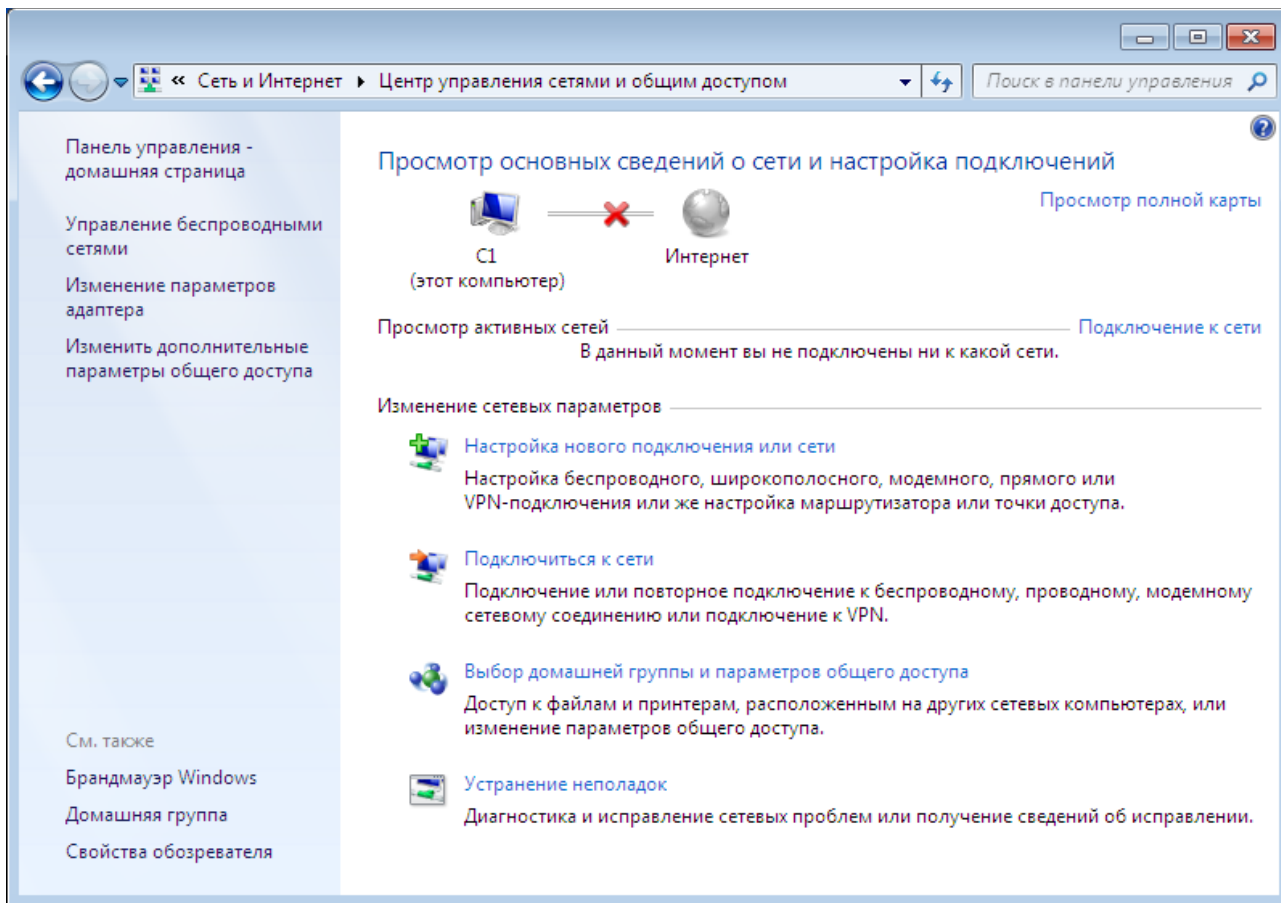 « Сеть и Интернет ▸ Центр управления сетями и общим доступом
Поиск в панели управления
Панель управления -
домашняя страница
Управление беспроводными
сетями
Изменение параметров
адаптера
Изменить дополнительные
параметры общего доступа
См. также
Брандмауэр Windows
Домашняя группа
Свойства обозревателя
Просмотр основных сведений о сети и настройка подключений
Просмотр полной карты
C1
(этот компьютер)
Интернет
Просмотр активных сетей
Подключение к сети
В данный момент вы не подключены ни к какой сети.
Изменение сетевых параметров
Настройка нового подключения или сети
Настройка беспроводного, широкополосного, модемного, прямого или
VPN-подключения или же настройка маршрутизатора или точки доступа.
Подключиться к сети
Подключение или повторное подключение к беспроводному, проводному, модемному
сетевому соединению или подключение к VPN.
Выбор домашней группы и параметров общего доступа
Доступ к файлам и принтерам, расположенным на других сетевых компьютерах, или
изменение параметров общего доступа.
Устранение неполадок
Диагностика и исправление сетевых проблем или получение сведений об исправлении.